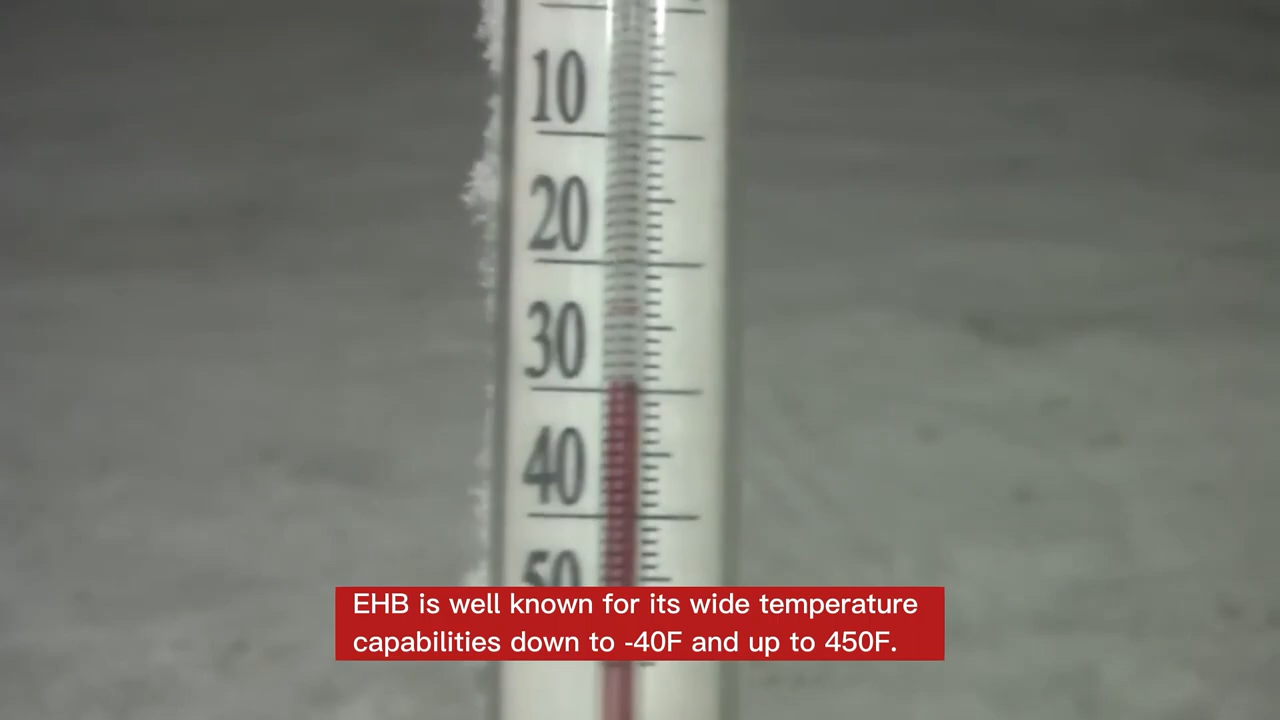 10
20
30
40
50
EHB is well known for its wide temperature
capabilities down to -40F and up to 450F.